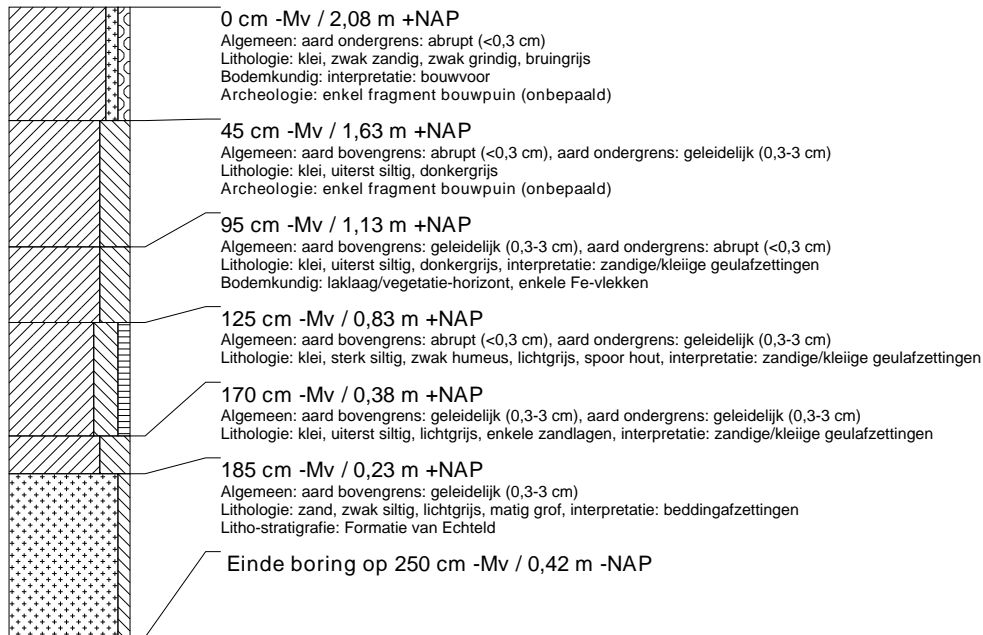 0 cm -Mv / 2,08 m +NAP
Algemeen: aard ondergrens: abrupt (<0,3 cm)
Lithologie: klei, zwak zandig, zwak grindig, bruingrijs
Bodemkundig: interpretatie: bouwvoor
Archeologie: enkel fragment bouwpuin (onbepaald)
45 cm -Mv / 1,63 m +NAP
Algemeen: aard bovengrens: abrupt (<0,3 cm), aard ondergrens: geleidelijk (0,3-3 cm)
Lithologie: klei, uiterst siltig, donkergrijs
Archeologie: enkel fragment bouwpuin (onbepaald)
95 cm -Mv / 1,13 m +NAP
Algemeen: aard bovengrens: geleidelijk (0,3-3 cm), aard ondergrens: abrupt (<0,3 cm)
Lithologie: klei, uiterst siltig, donkergrijs, interpretatie: zandige/kleiige geulafzettingen
Bodemkundig: laklaag/vegetatie-horizont, enkele Fe-vlekken
125 cm -Mv / 0,83 m +NAP
Algemeen: aard bovengrens: abrupt (<0,3 cm), aard ondergrens: geleidelijk (0,3-3 cm)
Lithologie: klei, sterk siltig, zwak humeus, lichtgrijs, spoor hout, interpretatie: zandige/kleiige geulafzettingen
170 cm -Mv / 0,38 m +NAP
Algemeen: aard bovengrens: geleidelijk (0,3-3 cm), aard ondergrens: geleidelijk (0,3-3 cm)
Lithologie: klei, uiterst siltig, lichtgrijs, enkele zandlagen, interpretatie: zandige/kleiige geulafzettingen
185 cm -Mv / 0,23 m +NAP
Algemeen: aard bovengrens: geleidelijk (0,3-3 cm)
Lithologie: zand, zwak siltig, lichtgrijs, matig grof, interpretatie: beddingafzettingen
Litho-stratigrafie: Formatie van Echteld
Einde boring op 250 cm -Mv / 0,42 m -NAP